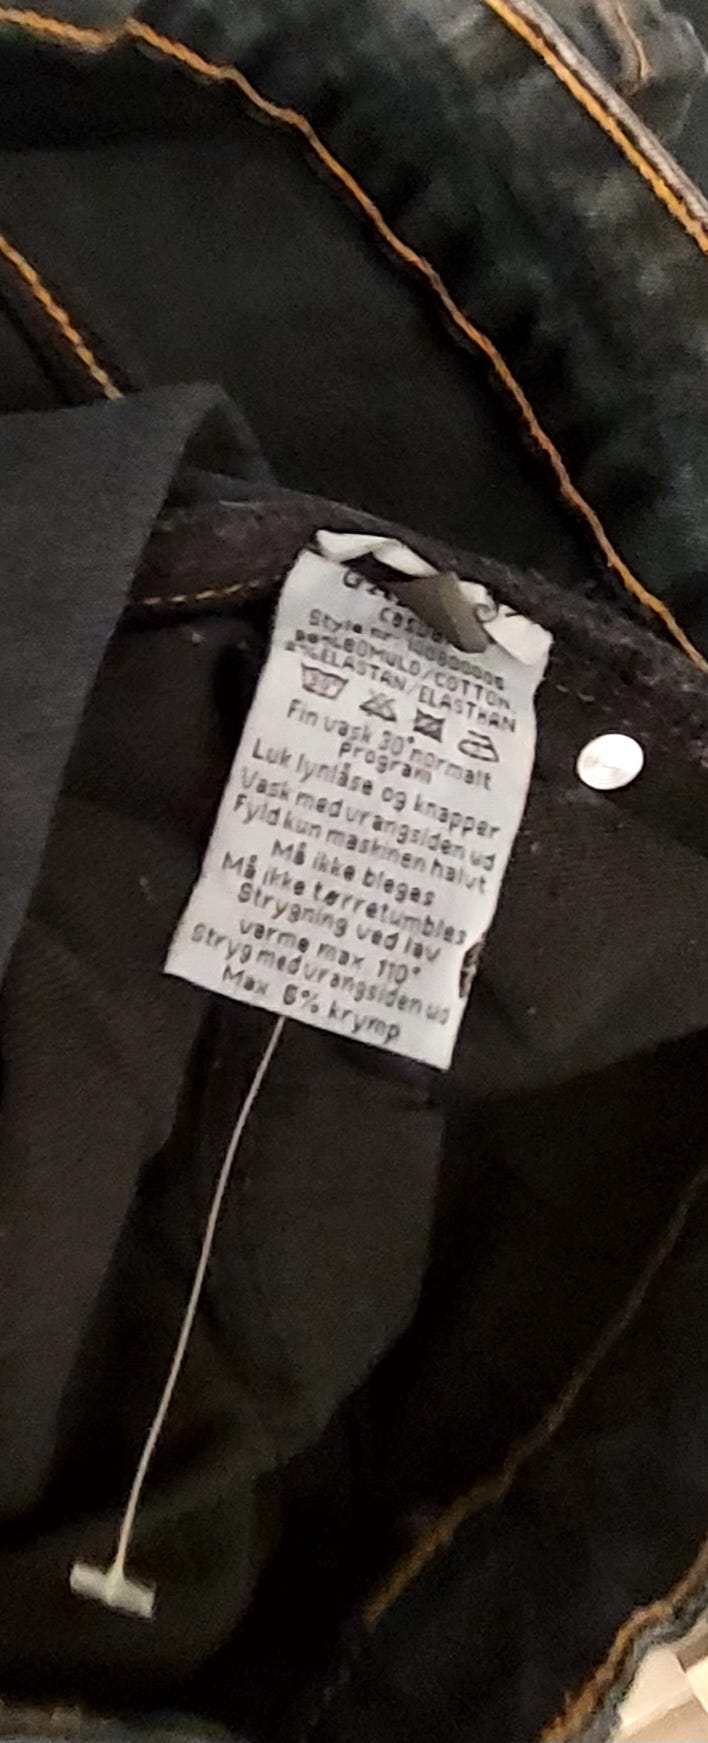 Style nr.
BOMULD/COTTON,
ELASTAN/ELASTHAN
30°
Fin vask 30° normalt
program
Luk lynlåse og knapper
Vask med vrangsiden ud
Fyld kun maskinen halvt
Må ikke bleges
Må ikke tørretumbles
Strygning ved lav
varme max. 110°
Stryg med vrangsiden ud
Max. 6% krymp